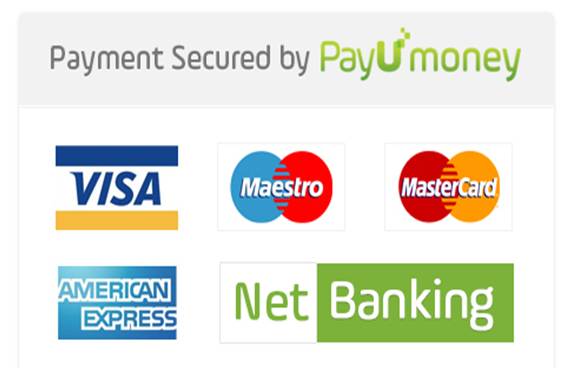 Payment Secured by PayUmoney
VISA
Maestro
MasterCard
AMERICAN
EXPRESS
Net Banking